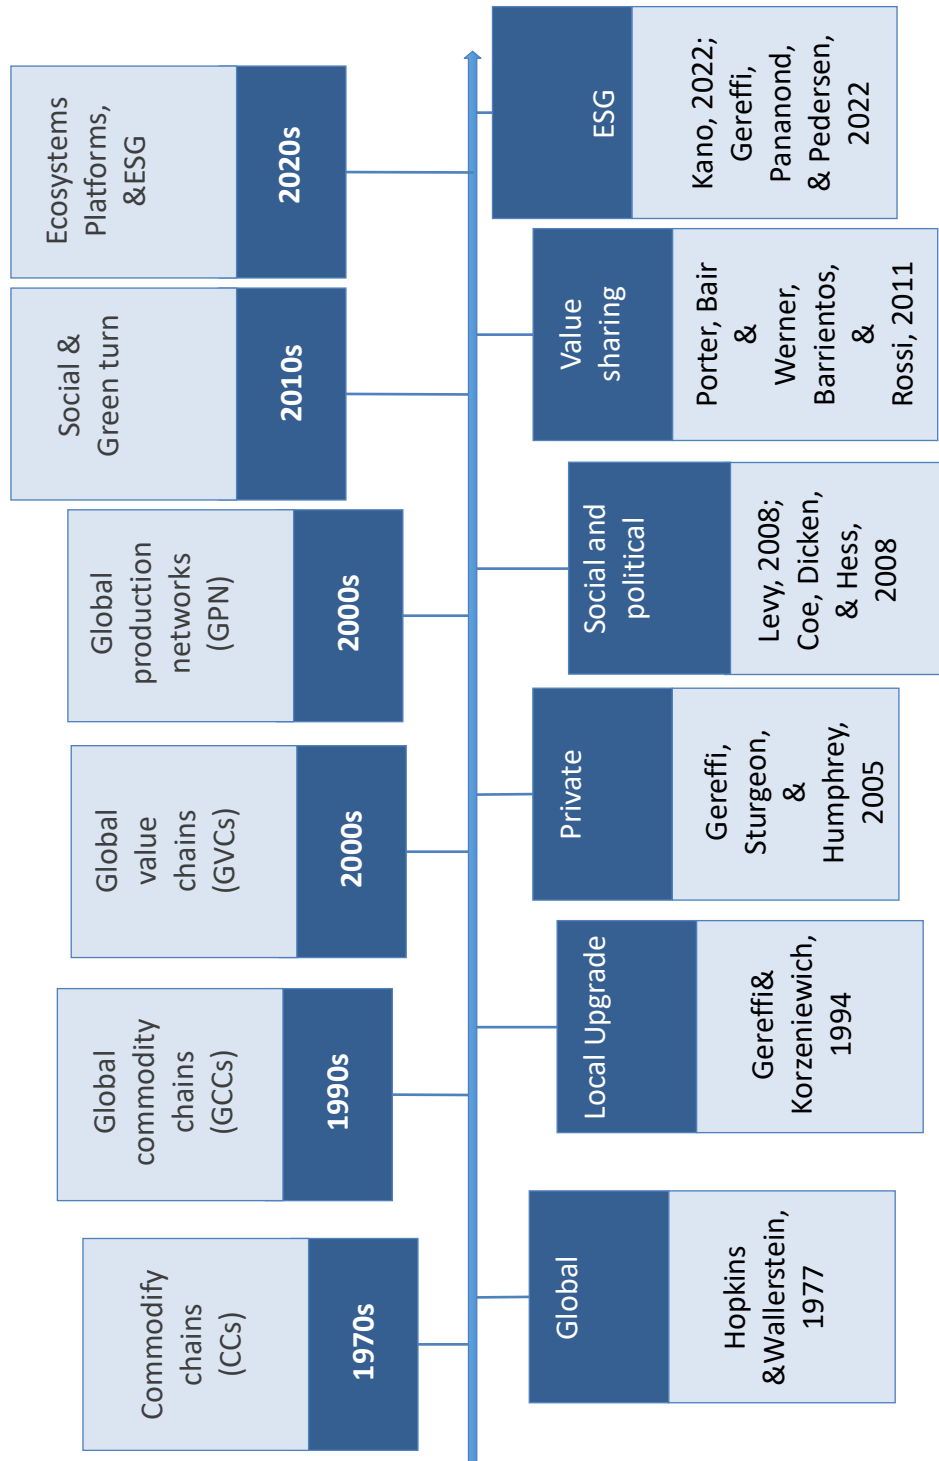 Commodify
chains
(CCs)
1970s
Global
commodity
chains
(GCCs)
1990s
Global
value
chains
(GVCs)
2000s
Global
production
networks
(GPN)
2000s
Social &
Green turn
2010s
Ecosystems
Platforms,
&ESG
2020s
Global
Hopkins
&Wallerstein,
1977
Local Upgrade
Gereffi&
Korzeniewich,
1994
Private
Gereffi,
Sturgeon,
&
Humphrey,
2005
Social and
political
Levy, 2008;
Coe, Dicken,
& Hess,
2008
Value
sharing
Porter, Bair
&
Werner,
Barrientos,
&
Rossi, 2011
ESG
Kano, 2022;
Gereffi,
Pananond,
& Pedersen,
2022